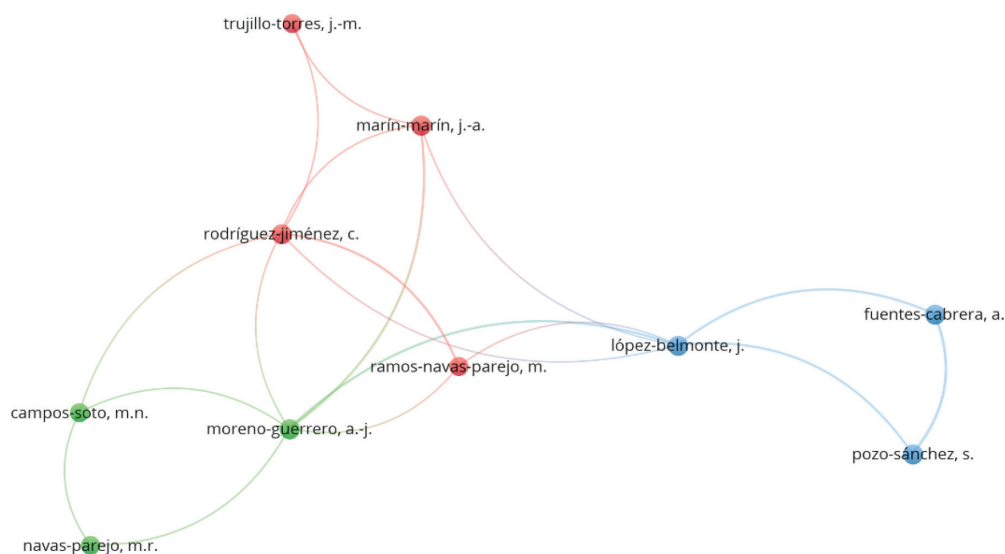 trujillo-torres, j.-m.
marín-marín, j.-a.
rodríguez-jiménez, c.
fuentes-cabrera, a.
lópez-belmonte, j.
ramos-navas-parejo, m.
campos-soto, m.n.
moreno-guerrero, a.-j.
pozo-sánchez, s.
navas-parejo, m.r.